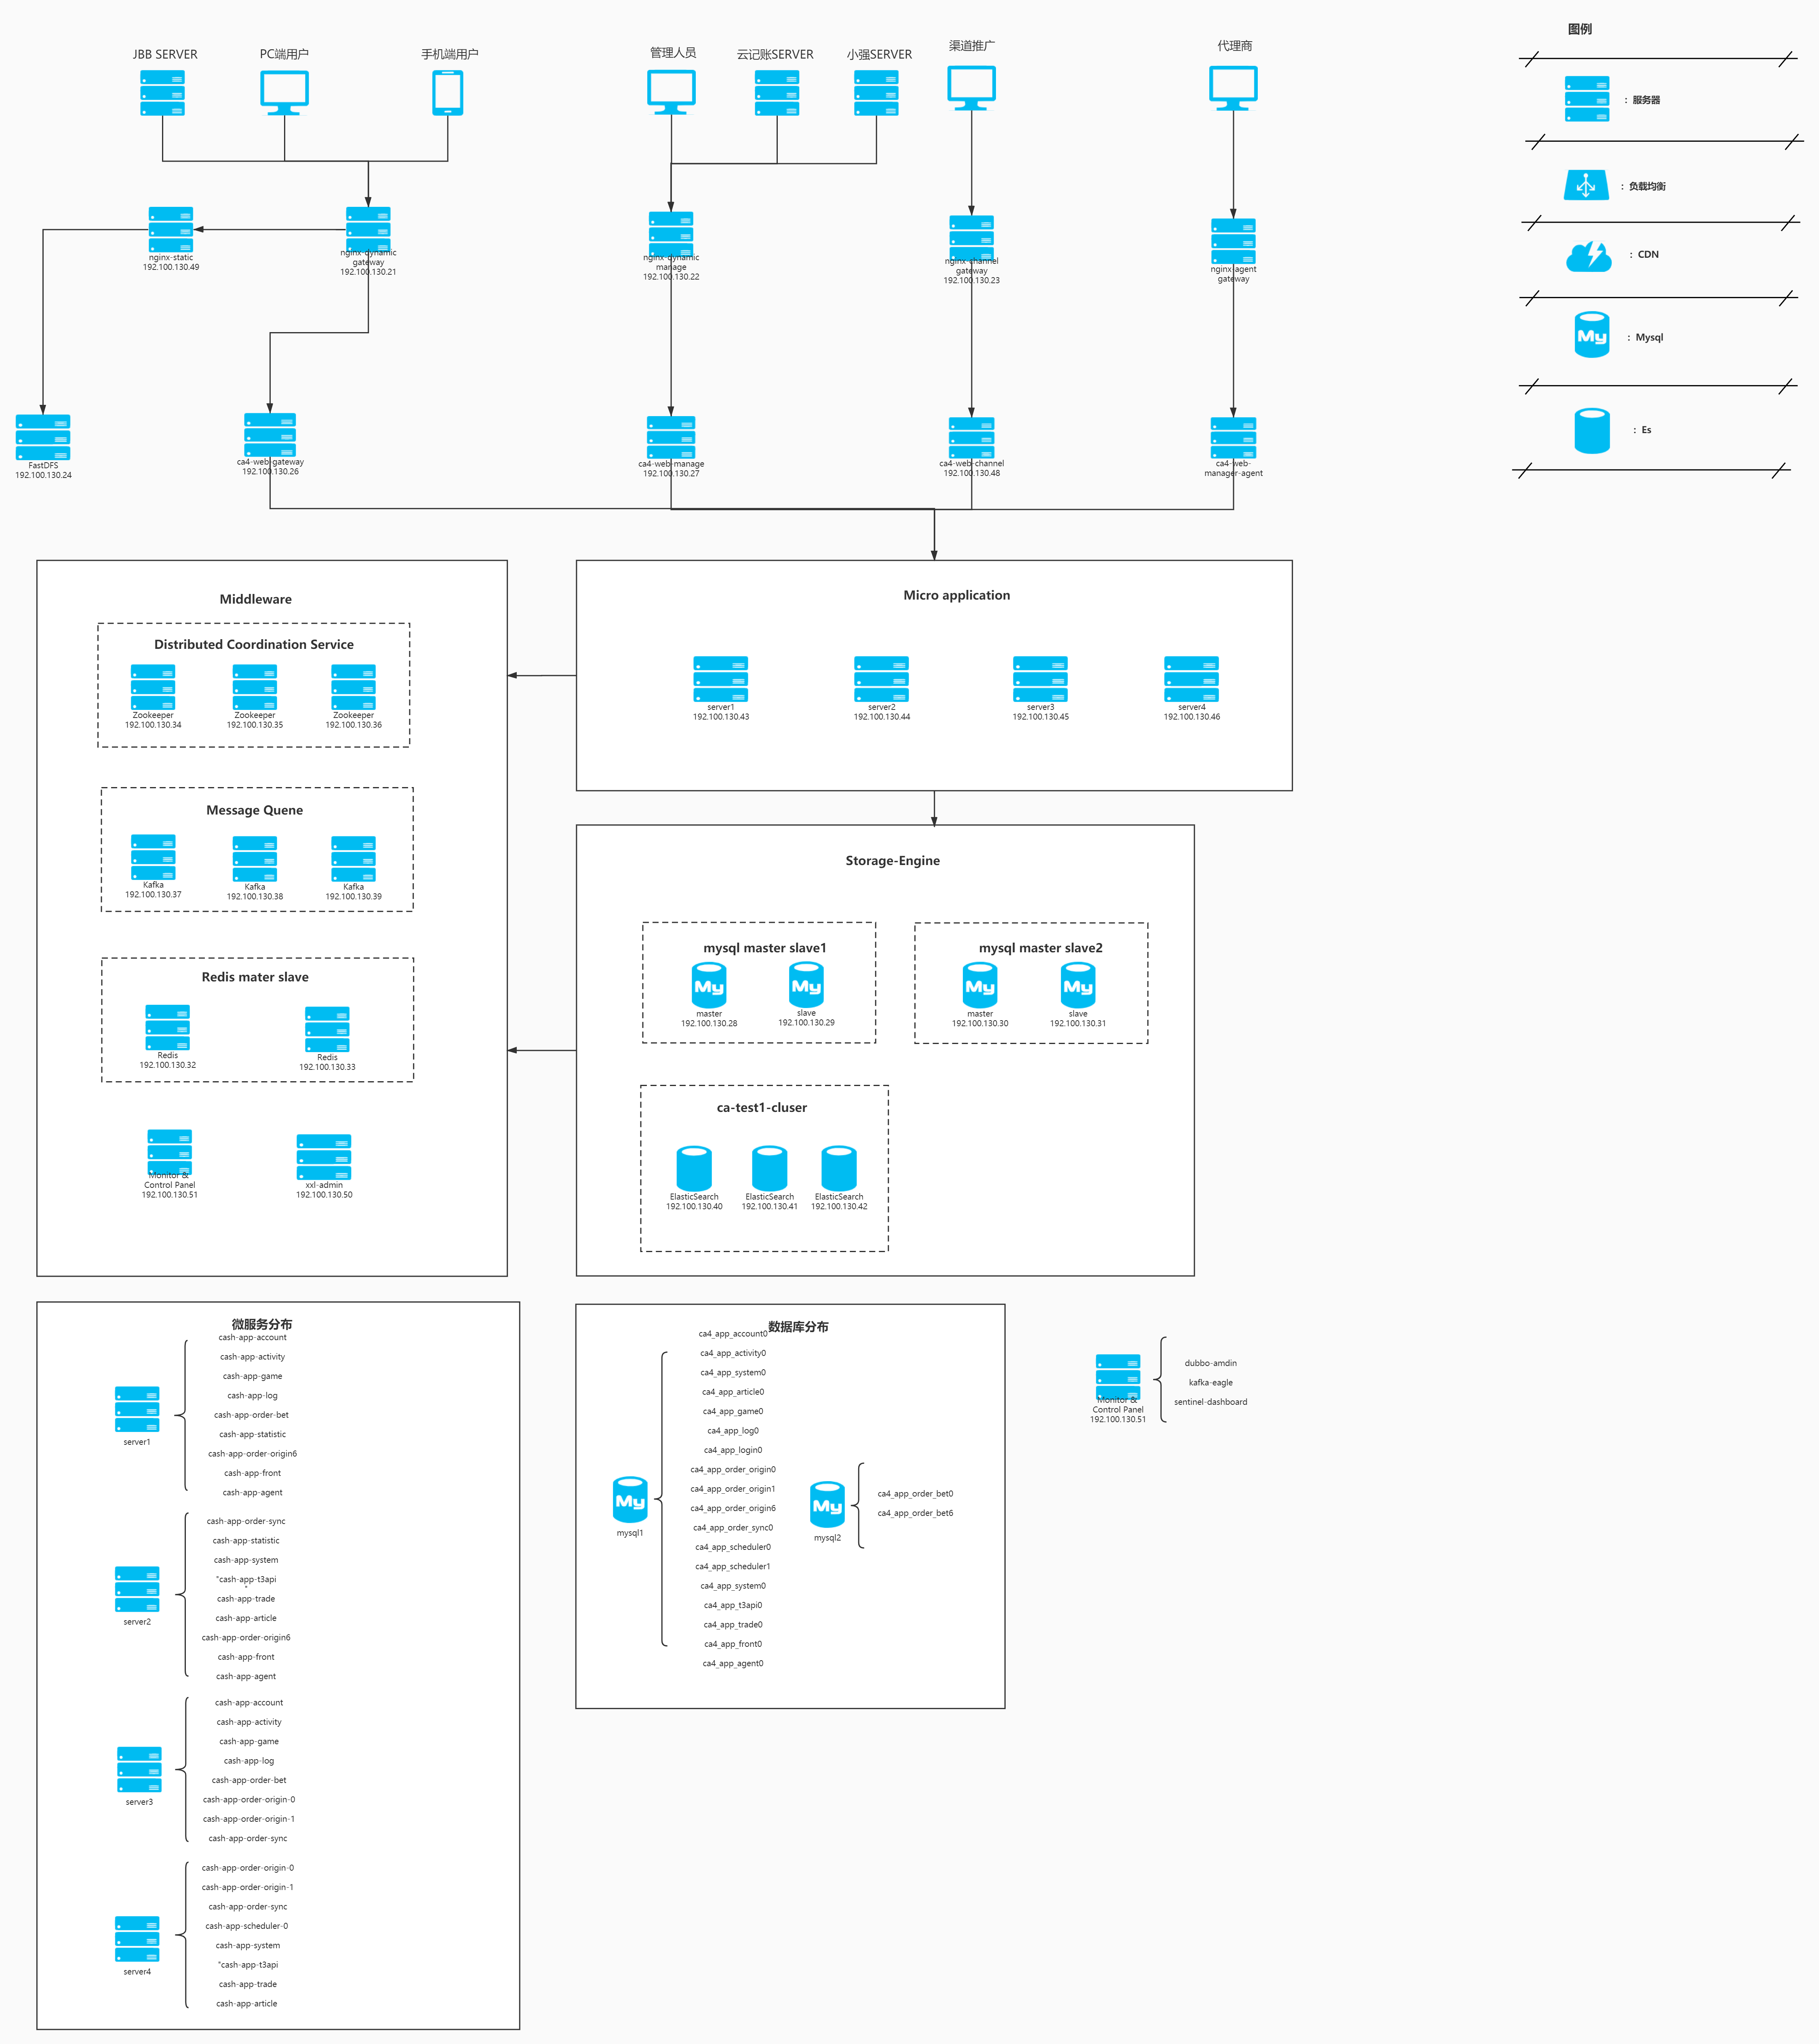 JBB SERVER
PC端用户
手机端用户
管理人员
云记账SERVER
小强SERVER
渠道推广
代理商
nginx-static
192.100.130.49
nginx-dynamic
gateway
192.100.130.21
nginx-dynamic
manage
192.100.130.22
nginx-channel
gateway
192.100.130.23
nginx-agent
gateway
FastDFS
192.100.130.24
ca4-web-gateway
192.100.130.26
ca4-web-manage
192.100.130.27
ca4-web-channel
192.100.130.48
ca4-web-
manager-agent
图例
：服务器
：负载均衡
：CDN
：Mysql
：Es
Middleware
Distributed Coordination Service
Zookeeper
192.100.130.34
Zookeeper
192.100.130.35
Zookeeper
192.100.130.36
Message Quene
Kafka
192.100.130.37
Kafka
192.100.130.38
Kafka
192.100.130.39
Redis mater slave
Redis
192.100.130.32
Redis
192.100.130.33
Monitor &
Control Panel
192.100.130.51
xxl-admin
192.100.130.50
Micro application
server1
192.100.130.43
server2
192.100.130.44
server3
192.100.130.45
server4
192.100.130.46
Storage-Engine
mysql master slave1
My
master
192.100.130.28
My
slave
192.100.130.29
mysql master slave2
My
master
192.100.130.30
My
slave
192.100.130.31
ca-test1-cluser
ElasticSearch
192.100.130.40
ElasticSearch
192.100.130.41
ElasticSearch
192.100.130.42
微服务分布
server1
cash-app-account
cash-app-activity
cash-app-game
cash-app-log
cash-app-order-bet
cash-app-statistic
cash-app-order-origin6
cash-app-front
cash-app-agent
server2
cash-app-order-sync
cash-app-statistic
cash-app-system
"cash-app-t3api
"
cash-app-trade
cash-app-article
cash-app-order-origin6
cash-app-front
cash-app-agent
server3
cash-app-account
cash-app-activity
cash-app-game
cash-app-log
cash-app-order-bet
cash-app-order-origin-0
cash-app-order-origin-1
cash-app-order-sync
server4
cash-app-order-origin-0
cash-app-order-origin-1
cash-app-order-sync
cash-app-scheduler-0
cash-app-system
"cash-app-t3api
cash-app-trade
cash-app-article
数据库分布
My
mysql1
ca4_app_account0
ca4_app_activity0
ca4_app_system0
ca4_app_article0
ca4_app_game0
ca4_app_log0
ca4_app_login0
ca4_app_order_origin0
ca4_app_order_origin1
ca4_app_order_origin6
ca4_app_order_sync0
ca4_app_scheduler0
ca4_app_scheduler1
ca4_app_system0
ca4_app_t3api0
ca4_app_trade0
ca4_app_front0
ca4_app_agent0
My
mysql2
ca4_app_order_bet0
ca4_app_order_bet6
Monitor &
Control Panel
192.100.130.51
dubbo-amdin
kafka-eagle
sentinel-dashboard
My